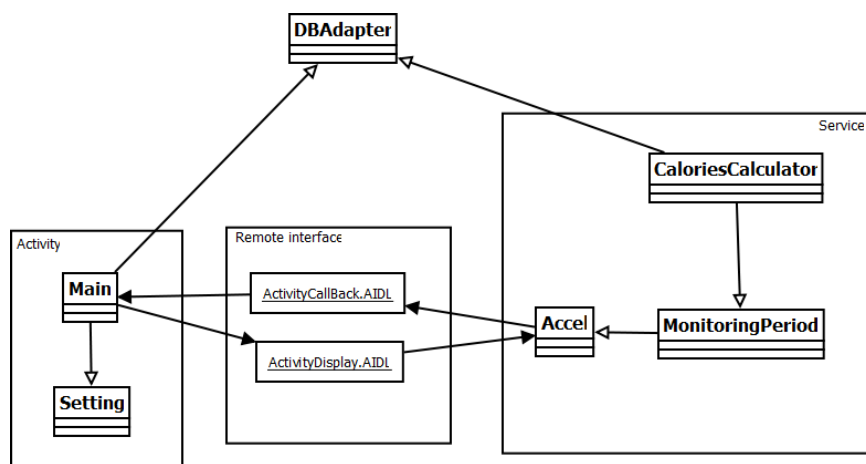 DBAdapter
Service
CaloriesCalculator
Activity
Remote interface
Main
ActivityCallBack.AIDL
Accel
MonitoringPeriod
ActivityDisplay.AIDL
Setting